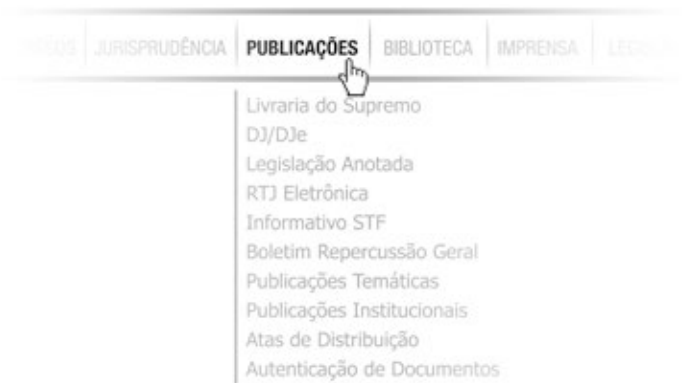 JURISPRUDÊNCIA PUBLICAÇÕES BIBLIOTECA IMPRENSA
Livraria do Supremo
DJ/DJe
Legislação Anotada
RTJ Eletrônica
Informativo STF
Boletim Repercussão Geral
Publicações Temáticas
Publicações Institucionais
Atas de Distribuição
Autenticação de Documentos